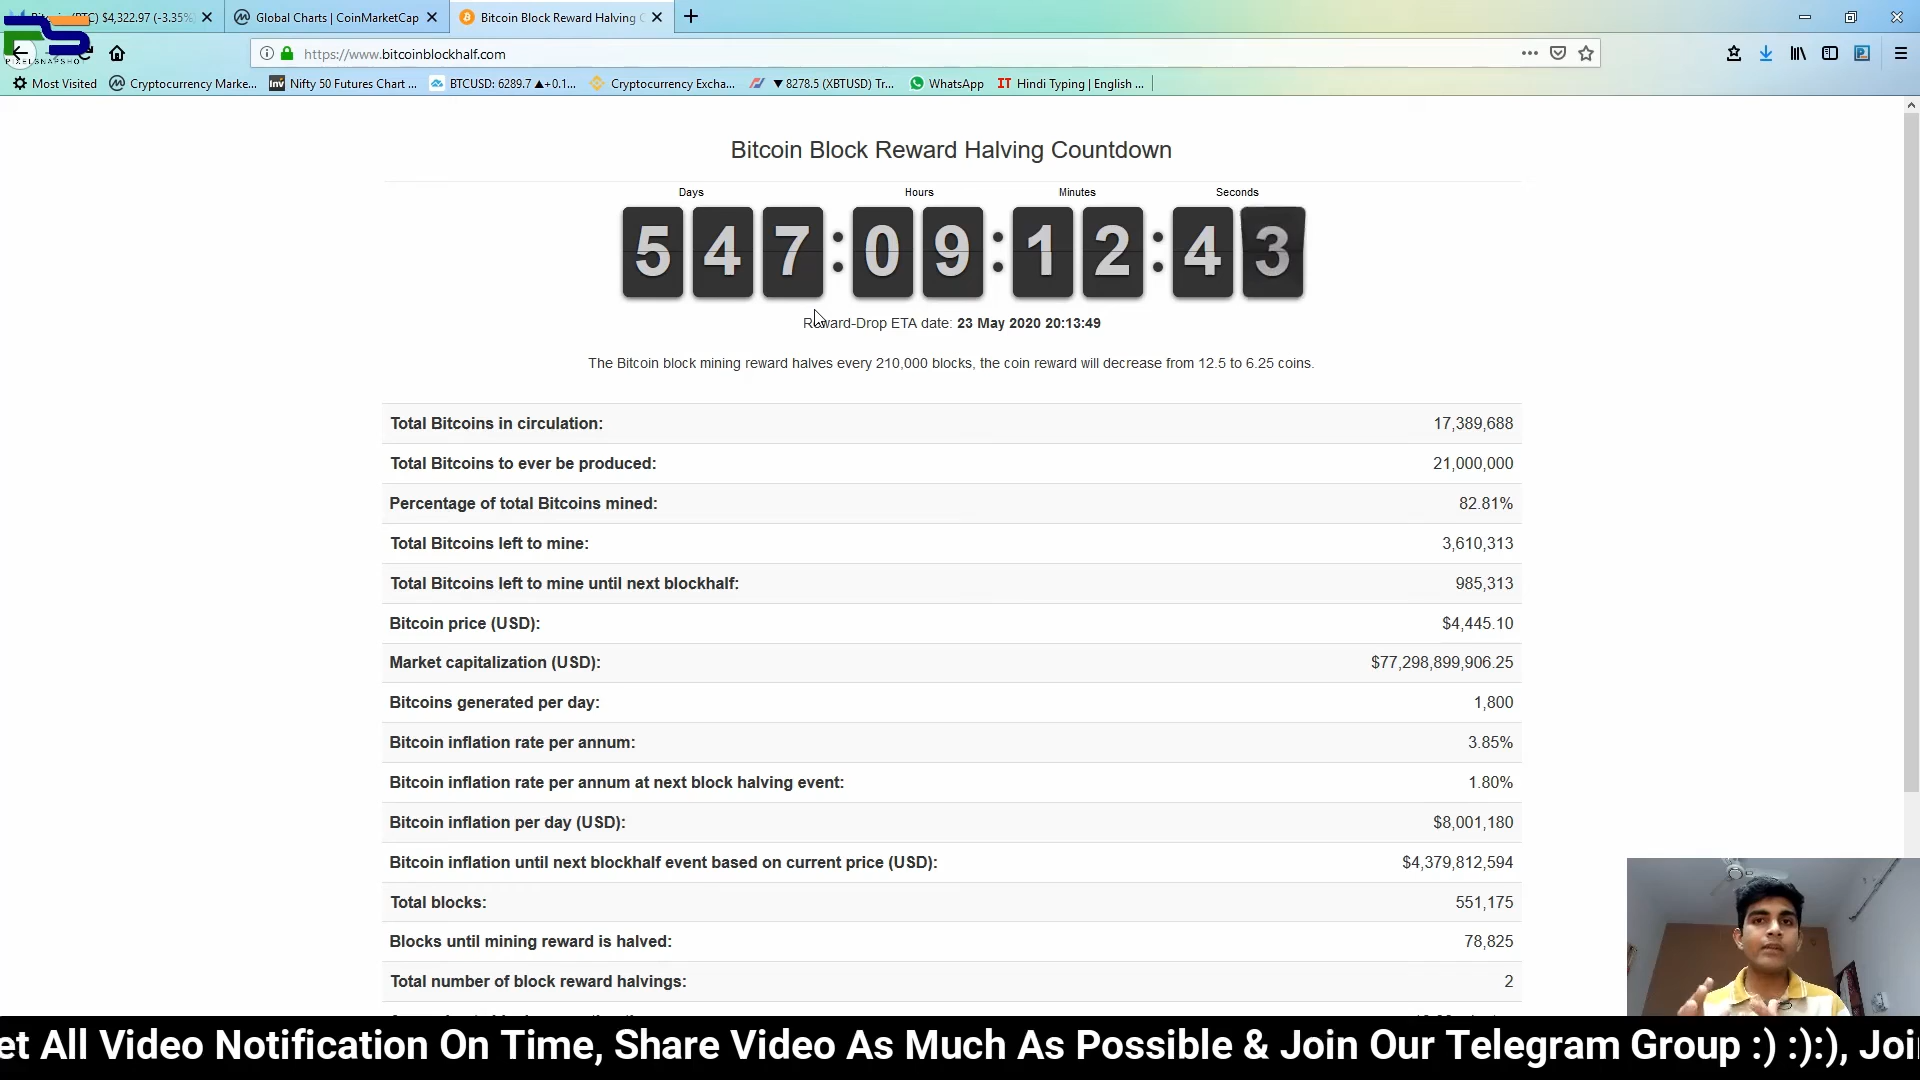 Bitcoin (BTC) $4,322.97 (-3.35%)
Global Charts | CoinMarketCap
Bitcoin Block Reward Halving C
PIXELSNAPSHO
https://www.bitcoinblockhalf.com
Most Visited
Cryptocurrency Marke...
Nifty 50 Futures Chart ...
BTCUSD: 6289.7 ▲+0.1...
Cryptocurrency Excha...
▼ 8278.5 (XBTUSD) Tr...
WhatsApp
IT Hindi Typing | English ...
Bitcoin Block Reward Halving Countdown
Days Hours Minutes Seconds
547:09:12:43
Reward-Drop ETA date: 23 May 2020 20:13:49
The Bitcoin block mining reward halves every 210,000 blocks, the coin reward will decrease from 12.5 to 6.25 coins.
Total Bitcoins in circulation: 17,389,688
Total Bitcoins to ever be produced: 21,000,000
Percentage of total Bitcoins mined: 82.81%
Total Bitcoins left to mine: 3,610,313
Total Bitcoins left to mine until next blockhalf: 985,313
Bitcoin price (USD): $4,445.10
Market capitalization (USD): $77,298,899,906.25
Bitcoins generated per day: 1,800
Bitcoin inflation rate per annum: 3.85%
Bitcoin inflation rate per annum at next block halving event: 1.80%
Bitcoin inflation per day (USD): $8,001,180
Bitcoin inflation until next blockhalf event based on current price (USD): $4,379,812,594
Total blocks: 551,175
Blocks until mining reward is halved: 78,825
Total number of block reward halvings: 2
et All Video Notification On Time, Share Video As Much As Possible & Join Our Telegram Group :) :):), Joi